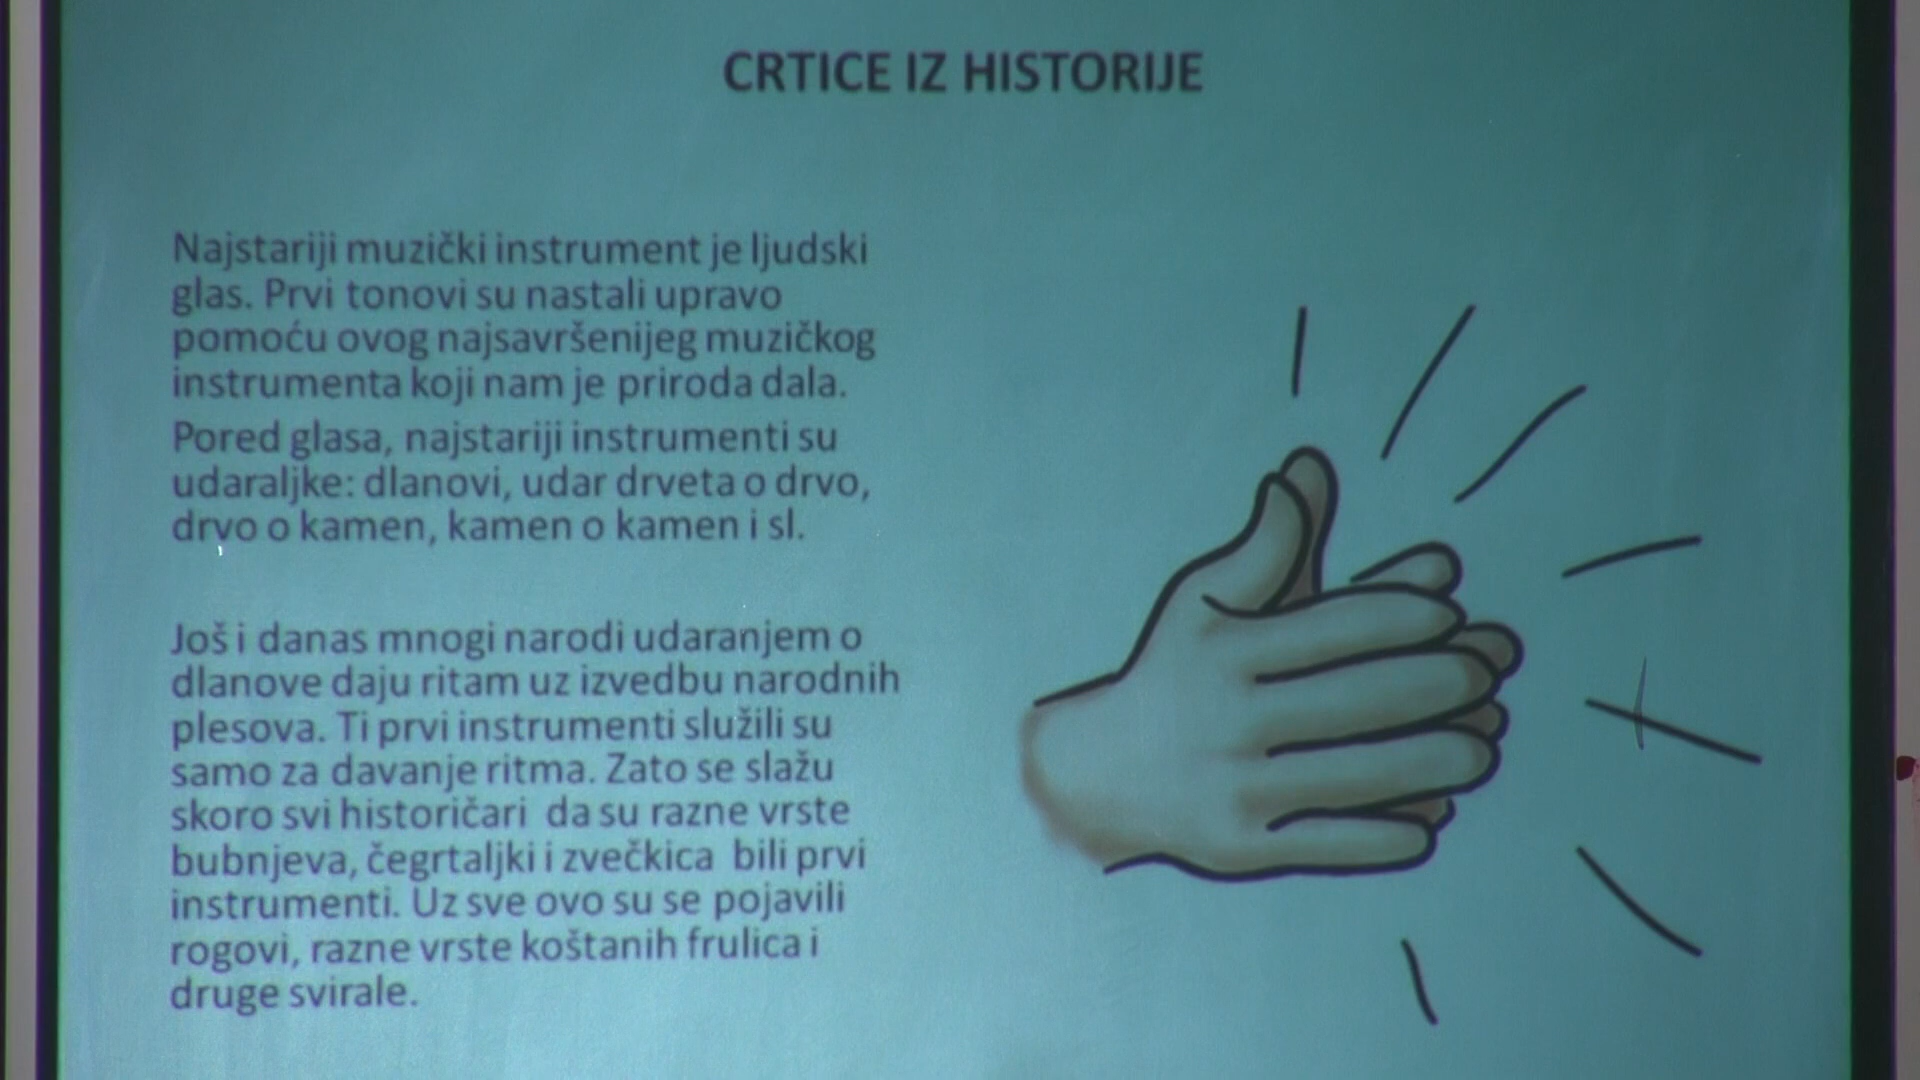 CRTICE IZ HISTORIJE
Najstariji muzički instrument je ljudski
glas. Prvi tonovi su nastali upravo
pomoću ovog najsavršenijeg muzičkog
instrumenta koji nam je priroda dala.
Pored glasa, najstariji instrumenti su
udaraljke: dlanovi, udar drveta o drvo,
drvo o kamen, kamen o kamen i sl.
Još i danas mnogi narodi udaranjem o
dlanove daju ritam uz izvedbu narodnih
plesova. Ti prvi instrumenti služili su
samo za davanje ritma. Zato se slažu
skoro svi historičari da su razne vrste
bubnjeva, čegrtaljki i zvečkica bili prvi
instrumenti. Uz sve ovo su se pojavili
rogovi, razne vrste koštanih frulica i
druge svirale.